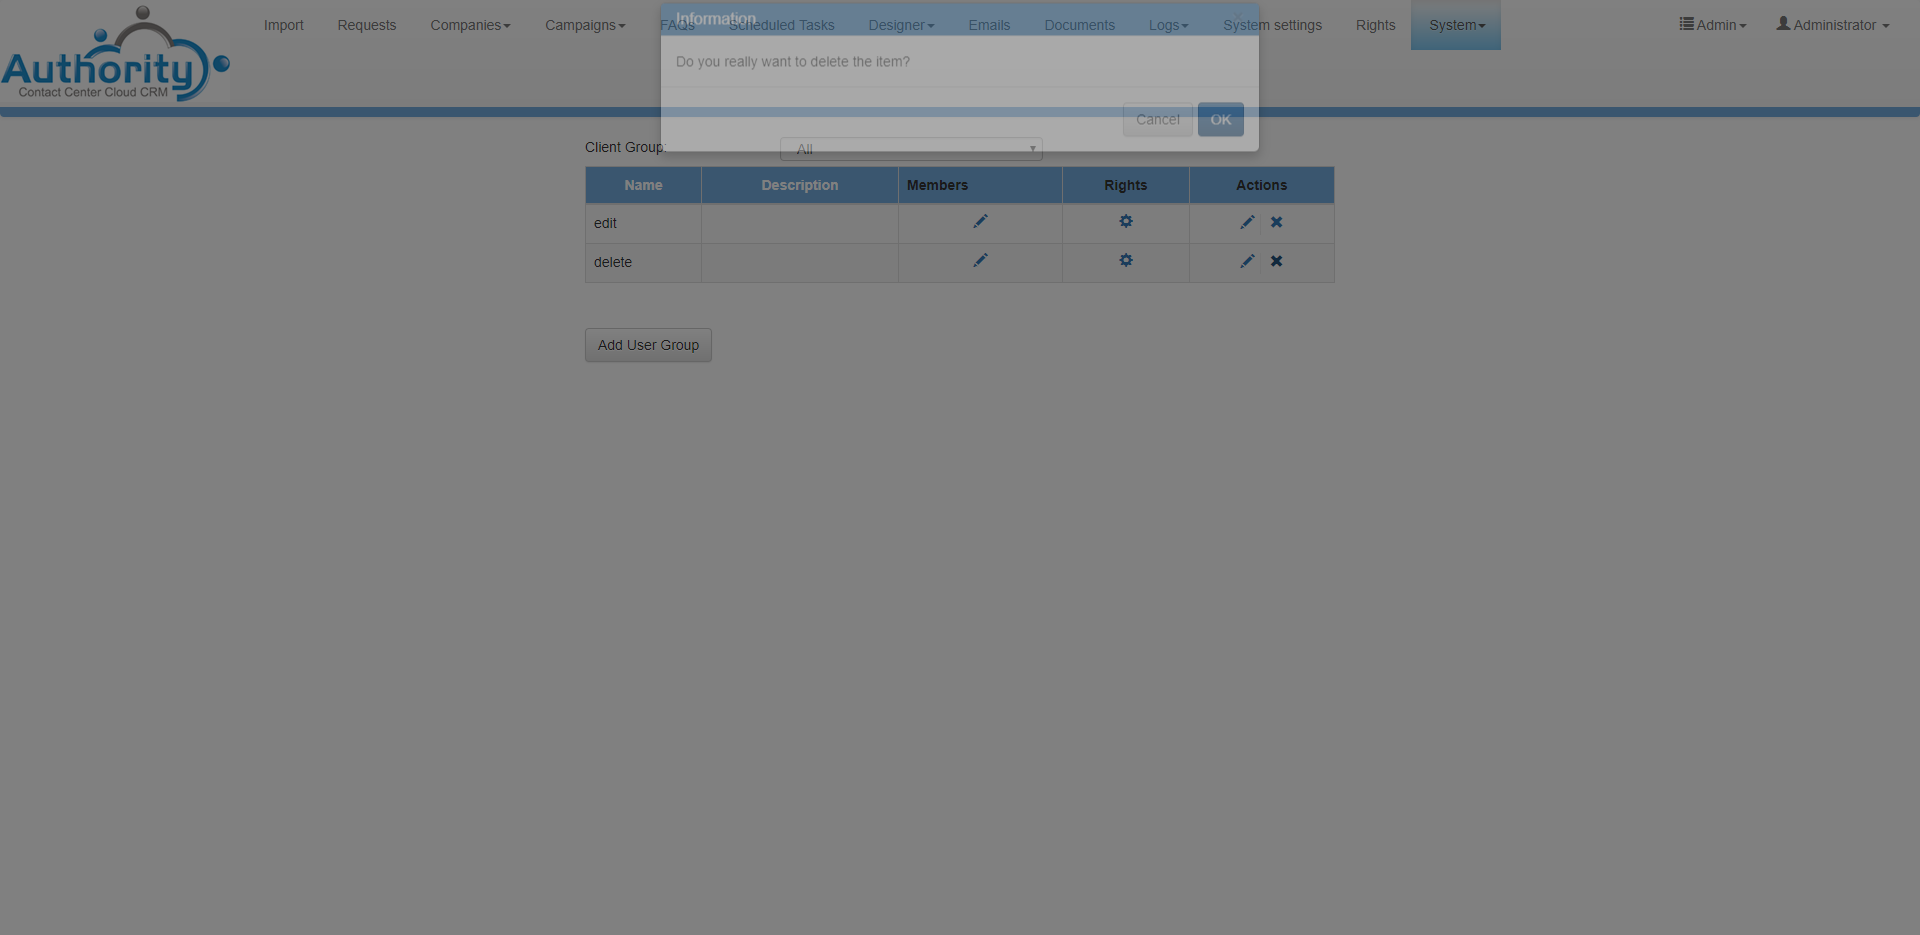 Import Requests Companies Campaigns FAQs Scheduled Tasks Designer Emails Documents Logs System settings Rights System Admin Administrator
Authority
Contact Center Cloud CRM
Information ×
Do you really want to delete the item?
Cancel OK
Client Group: All
Name Description Members Rights Actions
edit
delete
Add User Group